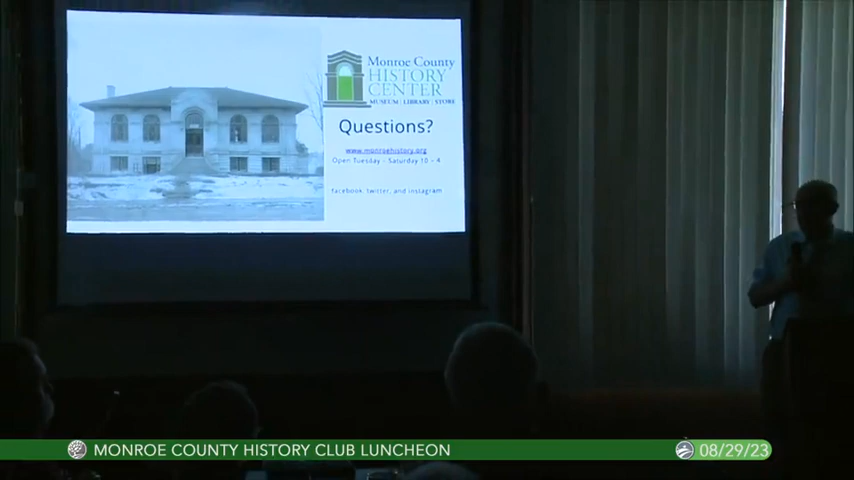 Monroe County
HISTORY
CENTER
MUSEUM | LIBRARY | STORE
Questions?
www.monroehistory.org
Open Tuesday - Saturday 10 - 4
facebook, twitter, and instagram
MONROE COUNTY HISTORY CLUB LUNCHEON
08/29/23